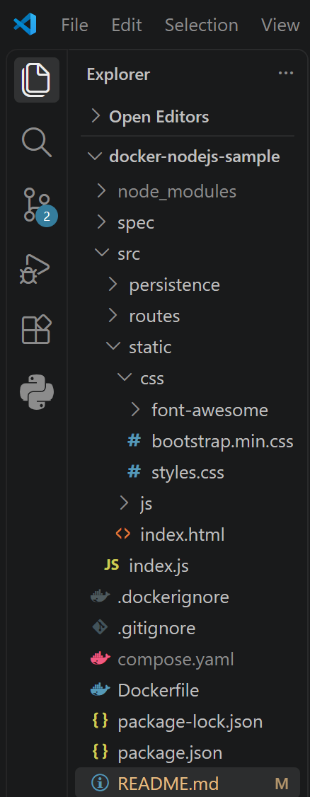 File Edit Selection View
Explorer
Open Editors
docker-nodejs-sample
node_modules
spec
src
persistence
routes
static
css
font-awesome
# bootstrap.min.css
# styles.css
js
<> index.html
JS index.js
.dockerignore
.gitignore
compose.yaml
Dockerfile
{} package-lock.json
{} package.json
README.md M
2